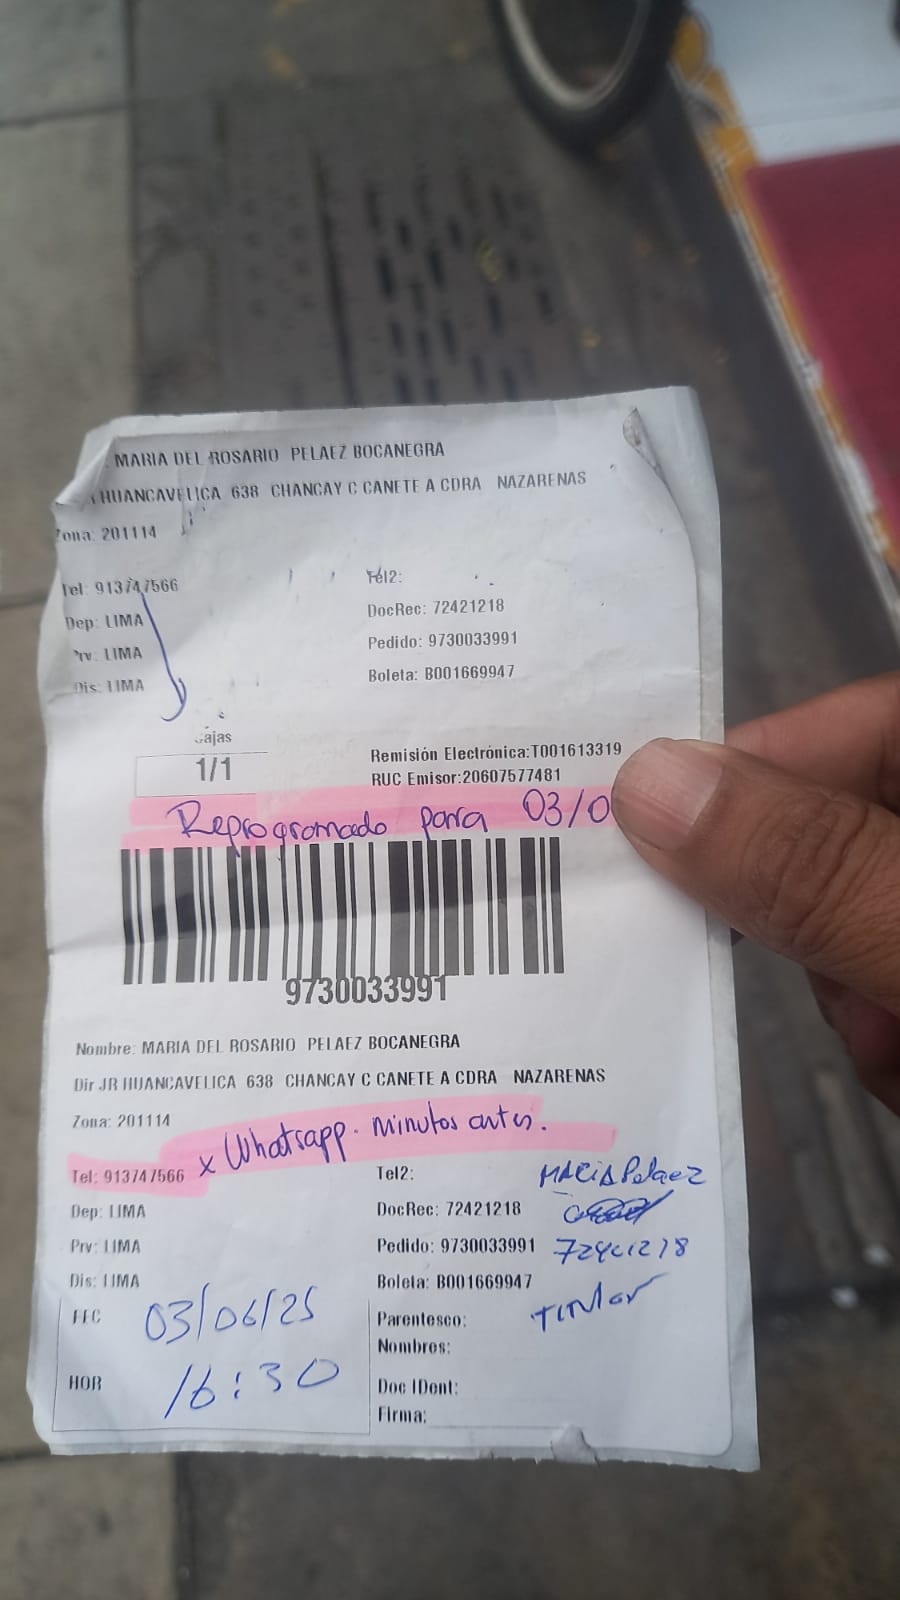 MARIA DEL ROSARIO PELAEZ BOCANEGRA
HUANCAVELICA 638 CHANCAY C CANETE A CDRA NAZARENAS
Zona: 201114
Tel: 913747566 Tel2:
Dep: LIMA DocRec: 72421218
Prv: LIMA Pedido: 9730033991
Dis: LIMA Boleta: B001669947
Cajas
1/1
Remisión Electrónica:T001613319
RUC Emisor:20607577481
Reprogramado para 03/0
9730033991
Nombre: MARIA DEL ROSARIO PELAEZ BOCANEGRA
Dir JR HUANCAVELICA 638 CHANCAY C CANETE A CDRA NAZARENAS
Zona: 201114
x Whatsapp. minutos antes.
Tel: 913747566 Tel2: MARIA Pelaez
Dep: LIMA DocRec: 72421218
Prv: LIMA Pedido: 9730033991 72421218
Dis: LIMA Boleta: B001669947
FEC 03/06/25 Parentesco: Titular
Nombres:
HOR 16:30 Doc IDent:
Firma: